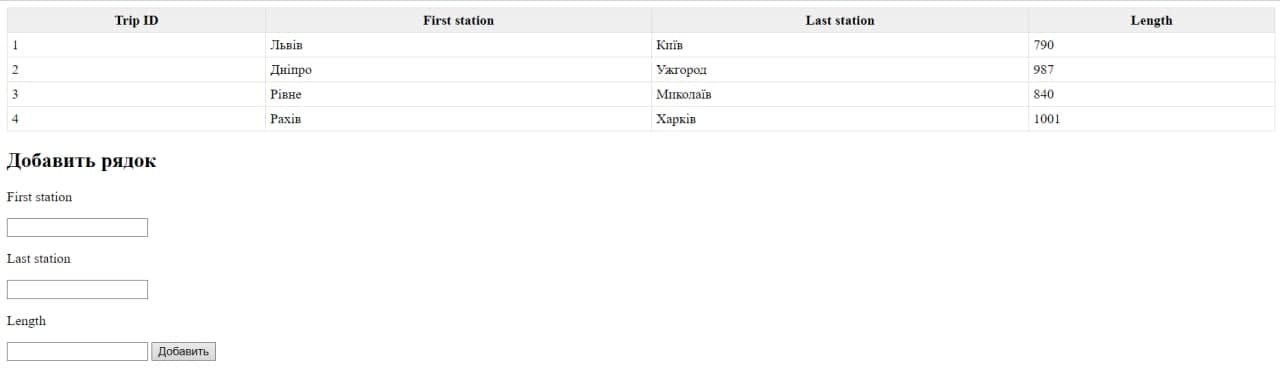 Trip ID First station Last station Length
1 Львів Київ 790
2 Дніпро Ужгород 987
3 Рівне Миколаїв 840
4 Рахів Харків 1001
Добавить рядок
First station
Last station
Length
Добавить